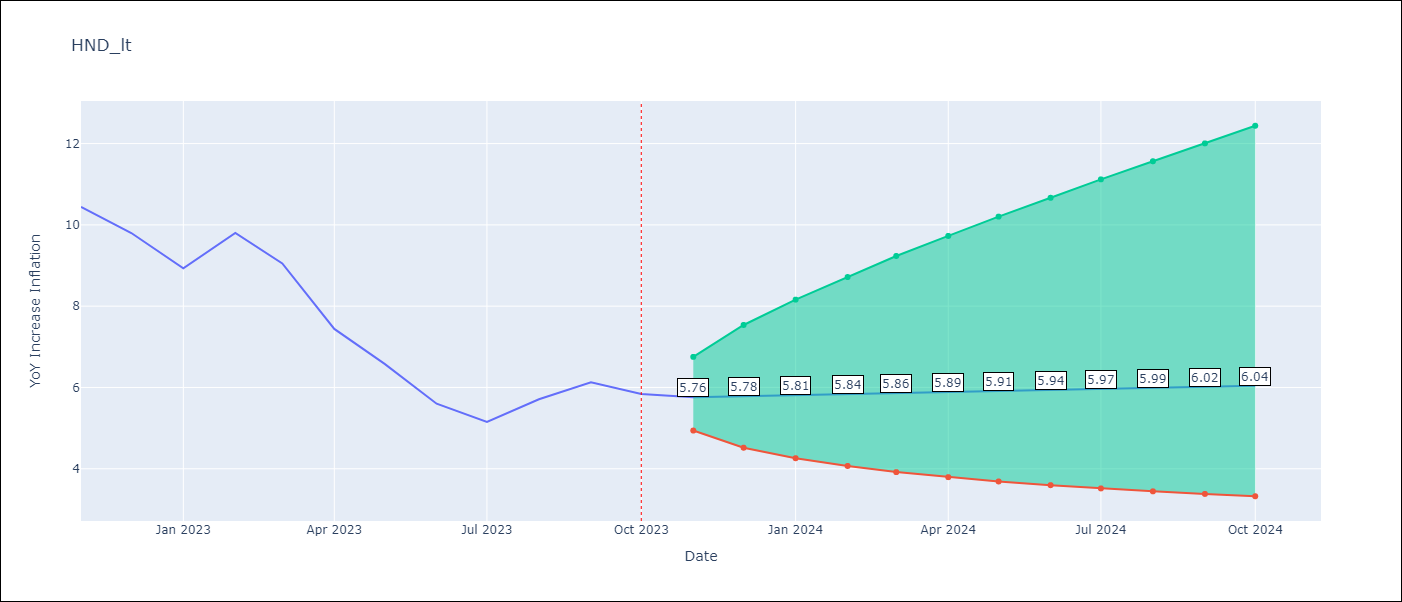 HND_lt
YoY Increase Inflation
12
10
8
6
4
5.76
5.78
5.81
5.84
5.86
5.89
5.91
5.94
5.97
5.99
6.02
6.04
Jan 2023
Apr 2023
Jul 2023
Oct 2023
Jan 2024
Apr 2024
Jul 2024
Oct 2024
Date